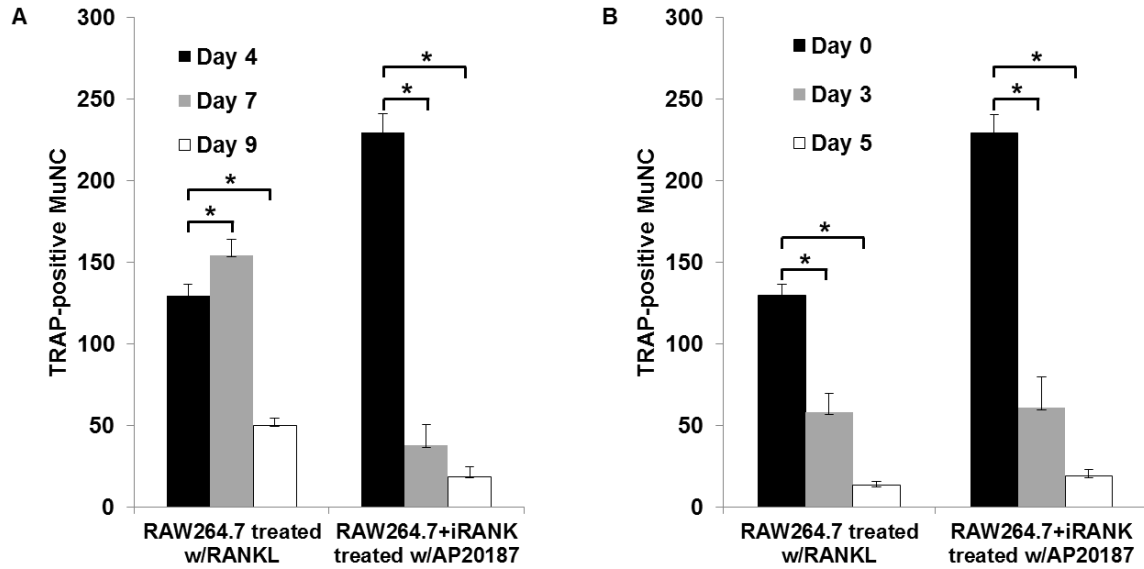 A
TRAP-positive MuNC
300
250
200
150
100
50
0
Day 4
Day 7
Day 9
*
*
*
*
RAW264.7 treated
w/RANKL
RAW264.7+iRANK
treated w/AP20187
B
TRAP-positive MuNC
300
250
200
150
100
50
0
Day 0
Day 3
Day 5
*
*
*
*
RAW264.7 treated
w/RANKL
RAW264.7+iRANK
treated w/AP20187